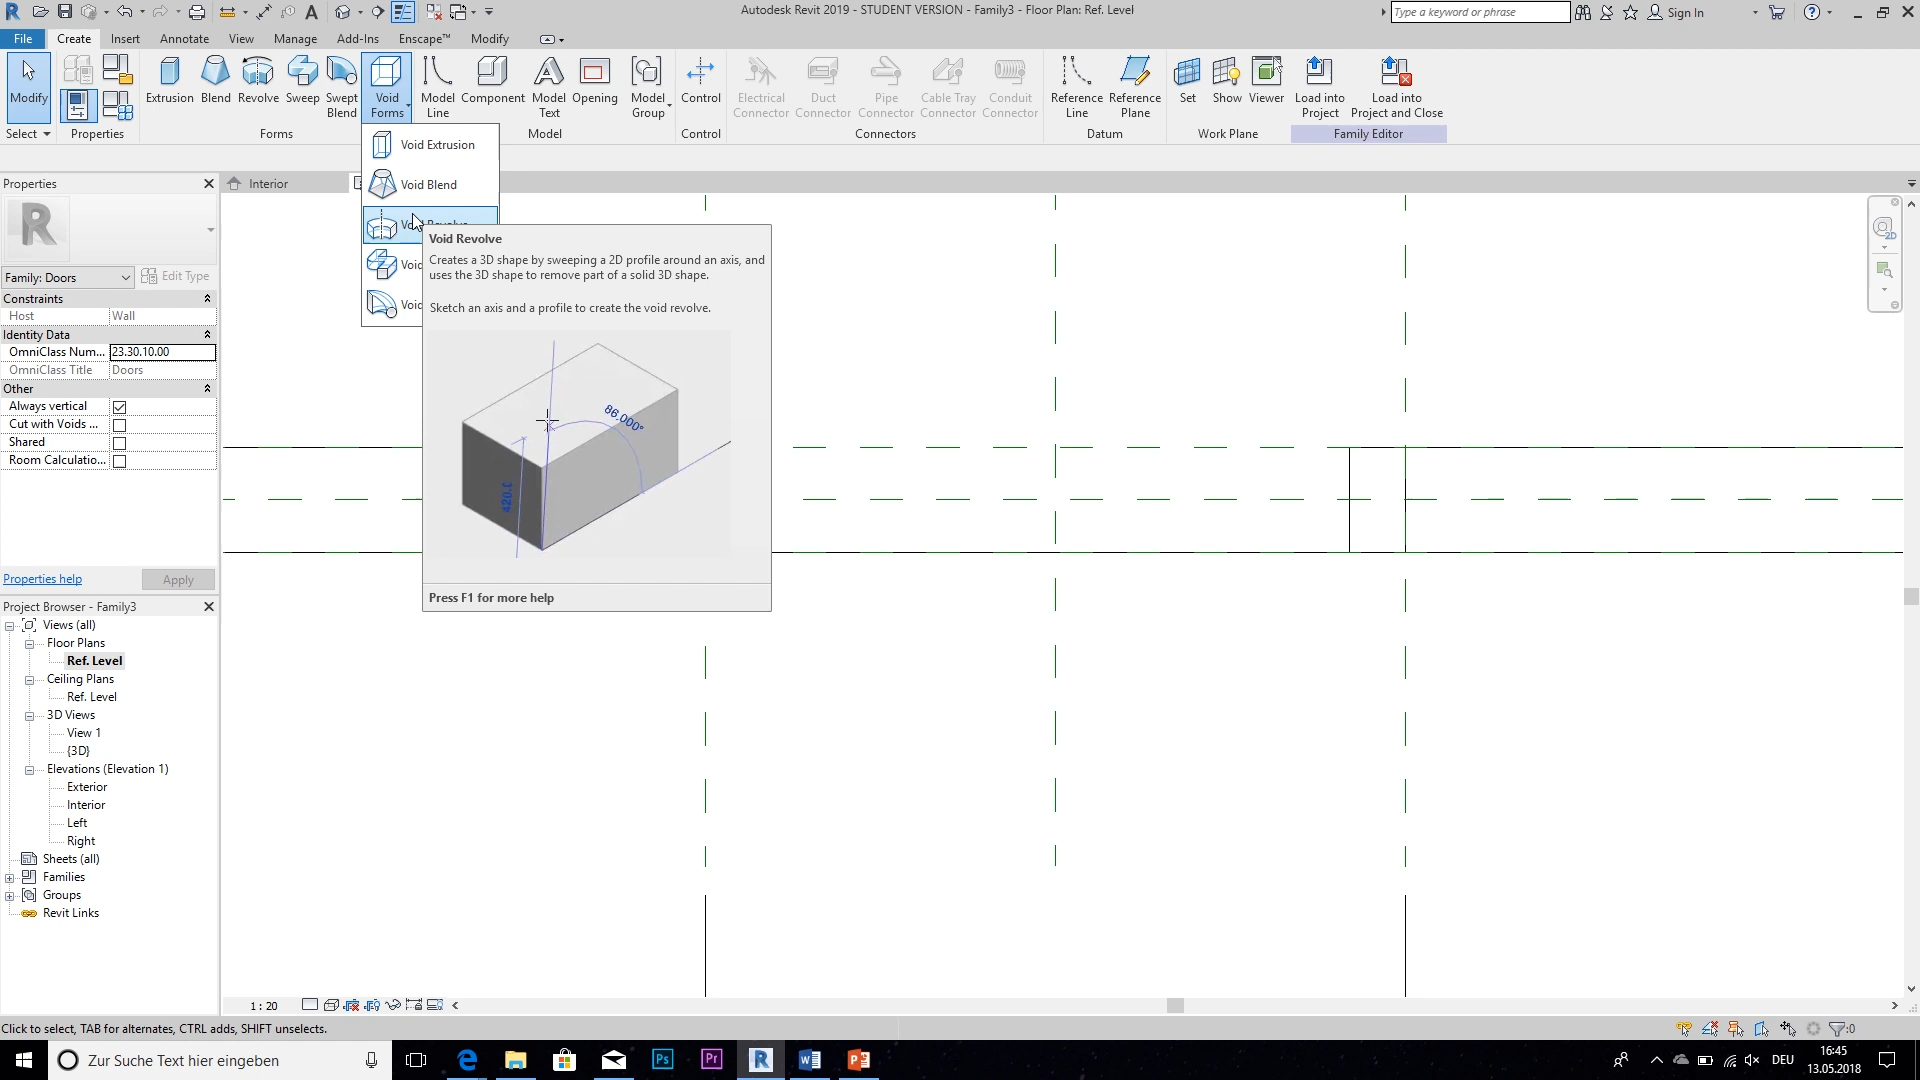 Autodesk Revit 2019 - STUDENT VERSION - Family3 - Floor Plan: Ref. Level
Type a keyword or phrase
Sign In
File Create Insert Annotate View Manage Add-Ins Enscape™ Modify
Modify
Extrusion Blend Revolve Sweep Swept Blend
Void Forms
Model Line
Component
Model Text
Opening
Model Group
Control
Electrical Connector
Duct Connector
Pipe Connector
Cable Tray Connector
Conduit Connector
Reference Line
Reference Plane
Set Show Viewer
Load into Project
Load into Project and Close
Select Properties Forms Model Control Connectors Datum Work Plane Family Editor
Void Extrusion
Void Blend
Void Revolve
Creates a 3D shape by sweeping a 2D profile around an axis, and
uses the 3D shape to remove part of a solid 3D shape.
Sketch an axis and a profile to create the void revolve.
86.000°
Press F1 for more help
Properties
Interior
Family: Doors
Edit Type
Constraints
Host Wall
Identity Data
OmniClass Num... 23.30.10.00
OmniClass Title Doors
Other
Always vertical
Cut with Voids ...
Shared
Room Calculatio...
Properties help Apply
Project Browser - Family3
Views (all)
Floor Plans
Ref. Level
Ceiling Plans
Ref. Level
3D Views
View 1
{3D}
Elevations (Elevation 1)
Exterior
Interior
Left
Right
Sheets (all)
Families
Groups
Revit Links
1 : 20
Click to select, TAB for alternates, CTRL adds, SHIFT unselects.
:0
Zur Suche Text hier eingeben
DEU
16:45
13.05.2018